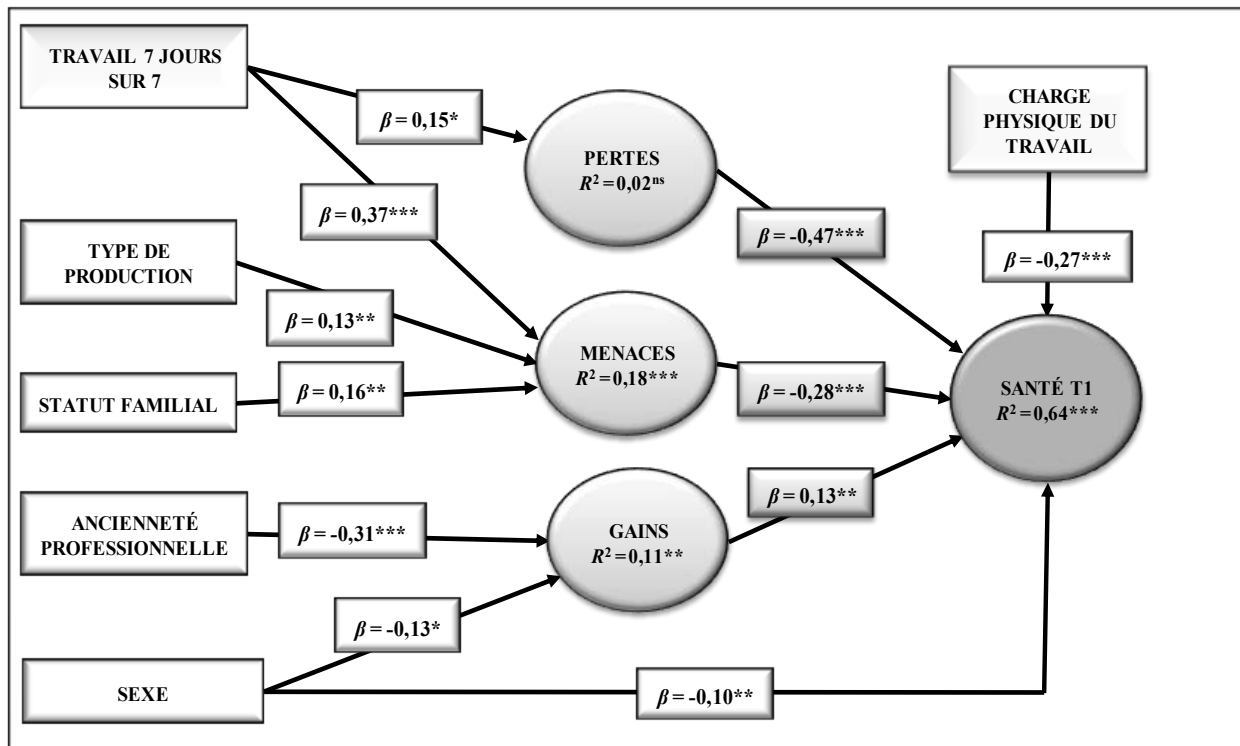 TRAVAIL 7 JOURS
SUR 7
β = 0,15*
PERTES
R² = 0,02ns
CHARGE
PHYSIQUE DU
TRAVAIL
β = 0,37***
β = -0,47***
β = -0,27***
TYPE DE
PRODUCTION
β = 0,13**
MENACES
R² = 0,18***
β = -0,28***
SANTÉ T1
R² = 0,64***
STATUT FAMILIAL
β = 0,16**
ANCIENNETÉ
PROFESSIONNELLE
β = -0,31***
GAINS
R² = 0,11**
β = 0,13**
β = -0,13*
SEXE
β = -0,10**